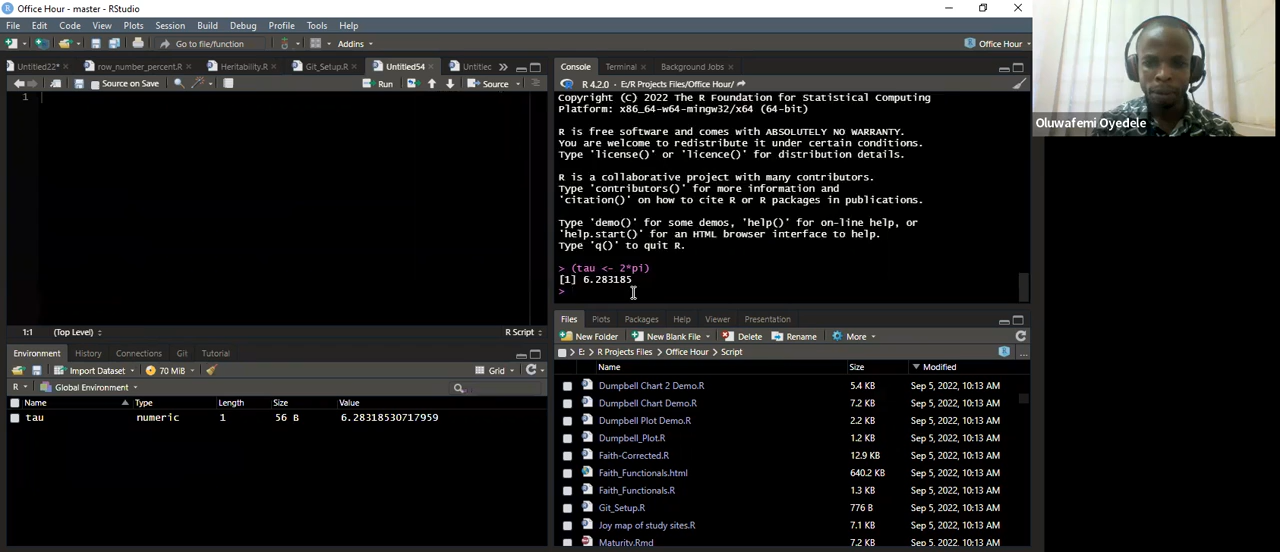 Office Hour - master - RStudio
File Edit Code View Plots Session Build Debug Profile Tools Help
Go to file/function Addins Office Hour
Untitled22* row_number_percent.R Heritability.R Git_Setup.R Untitled54 Untitlec
Source on Save Run Source
1
1:1 (Top Level) R Script
Environment History Connections Git Tutorial
Import Dataset 70 MiB Grid
R Global Environment
Name Type Length Size Value
tau numeric 1 56 B 6.28318530717959
Console Terminal Background Jobs
R 4.2.0 · E:/R Projects Files/Office Hour/
Copyright (C) 2022 The R Foundation for Statistical Computing
Platform: x86_64-w64-mingw32/x64 (64-bit)
R is free software and comes with ABSOLUTELY NO WARRANTY.
You are welcome to redistribute it under certain conditions.
Type 'license()' or 'licence()' for distribution details.
R is a collaborative project with many contributors.
Type 'contributors()' for more information and
'citation()' on how to cite R or R packages in publications.
Type 'demo()' for some demos, 'help()' for on-line help, or
'help.start()' for an HTML browser interface to help.
Type 'q()' to quit R.
> (tau <- 2*pi)
[1] 6.283185
>
Files Plots Packages Help Viewer Presentation
New Folder New Blank File Delete Rename More
E: R Projects Files Office Hour Script ...
Name Size Modified
Dumpbell Chart 2 Demo.R 5.4 KB Sep 5, 2022, 10:13 AM
Dumpbell Chart Demo.R 7.2 KB Sep 5, 2022, 10:13 AM
Dumpbell Plot Demo.R 2.2 KB Sep 5, 2022, 10:13 AM
Dumpbell_Plot.R 1.2 KB Sep 5, 2022, 10:13 AM
Faith-Corrected.R 12.9 KB Sep 5, 2022, 10:13 AM
Faith_Functionals.html 640.2 KB Sep 5, 2022, 10:13 AM
Faith_Functionals.R 1.3 KB Sep 5, 2022, 10:13 AM
Git_Setup.R 776 B Sep 5, 2022, 10:13 AM
Joy map of study sites.R 7.1 KB Sep 5, 2022, 10:13 AM
Maturity.Rmd Sep 5, 2022, 10:13 AM
Oluwafemi Oyedele